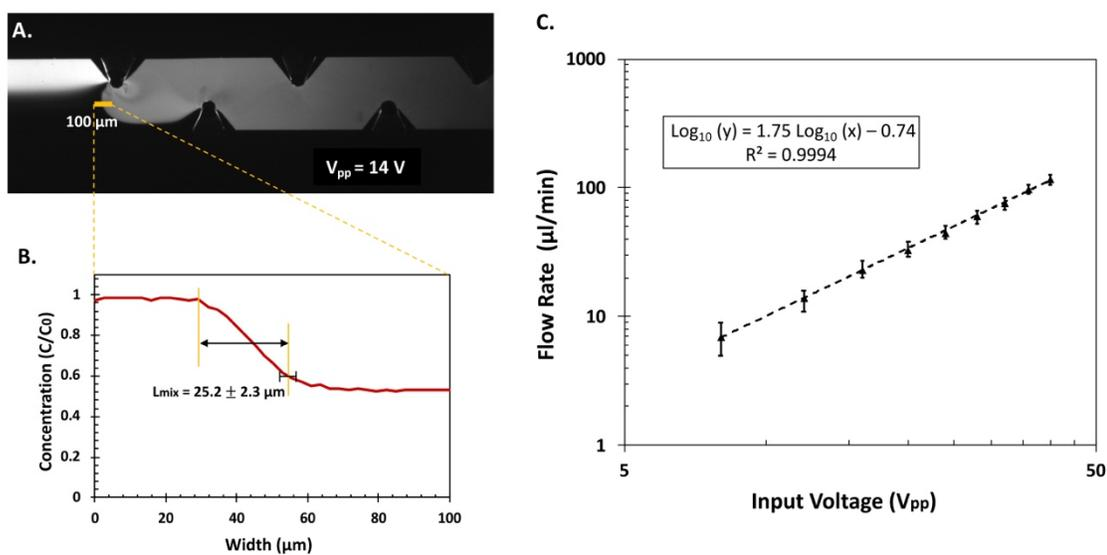 A.
100 µm
Vpp = 14 V
B.
Concentration (C/C0)
1
0.8
0.6
0.4
0.2
0
Lmix = 25.2 ± 2.3 µm
0 20 40 60 80 100
Width (µm)
C.
Flow Rate (µl/min)
1000
100
10
1
Log10 (y) = 1.75 Log10 (x) – 0.74
R² = 0.9994
5 50
Input Voltage (Vpp)